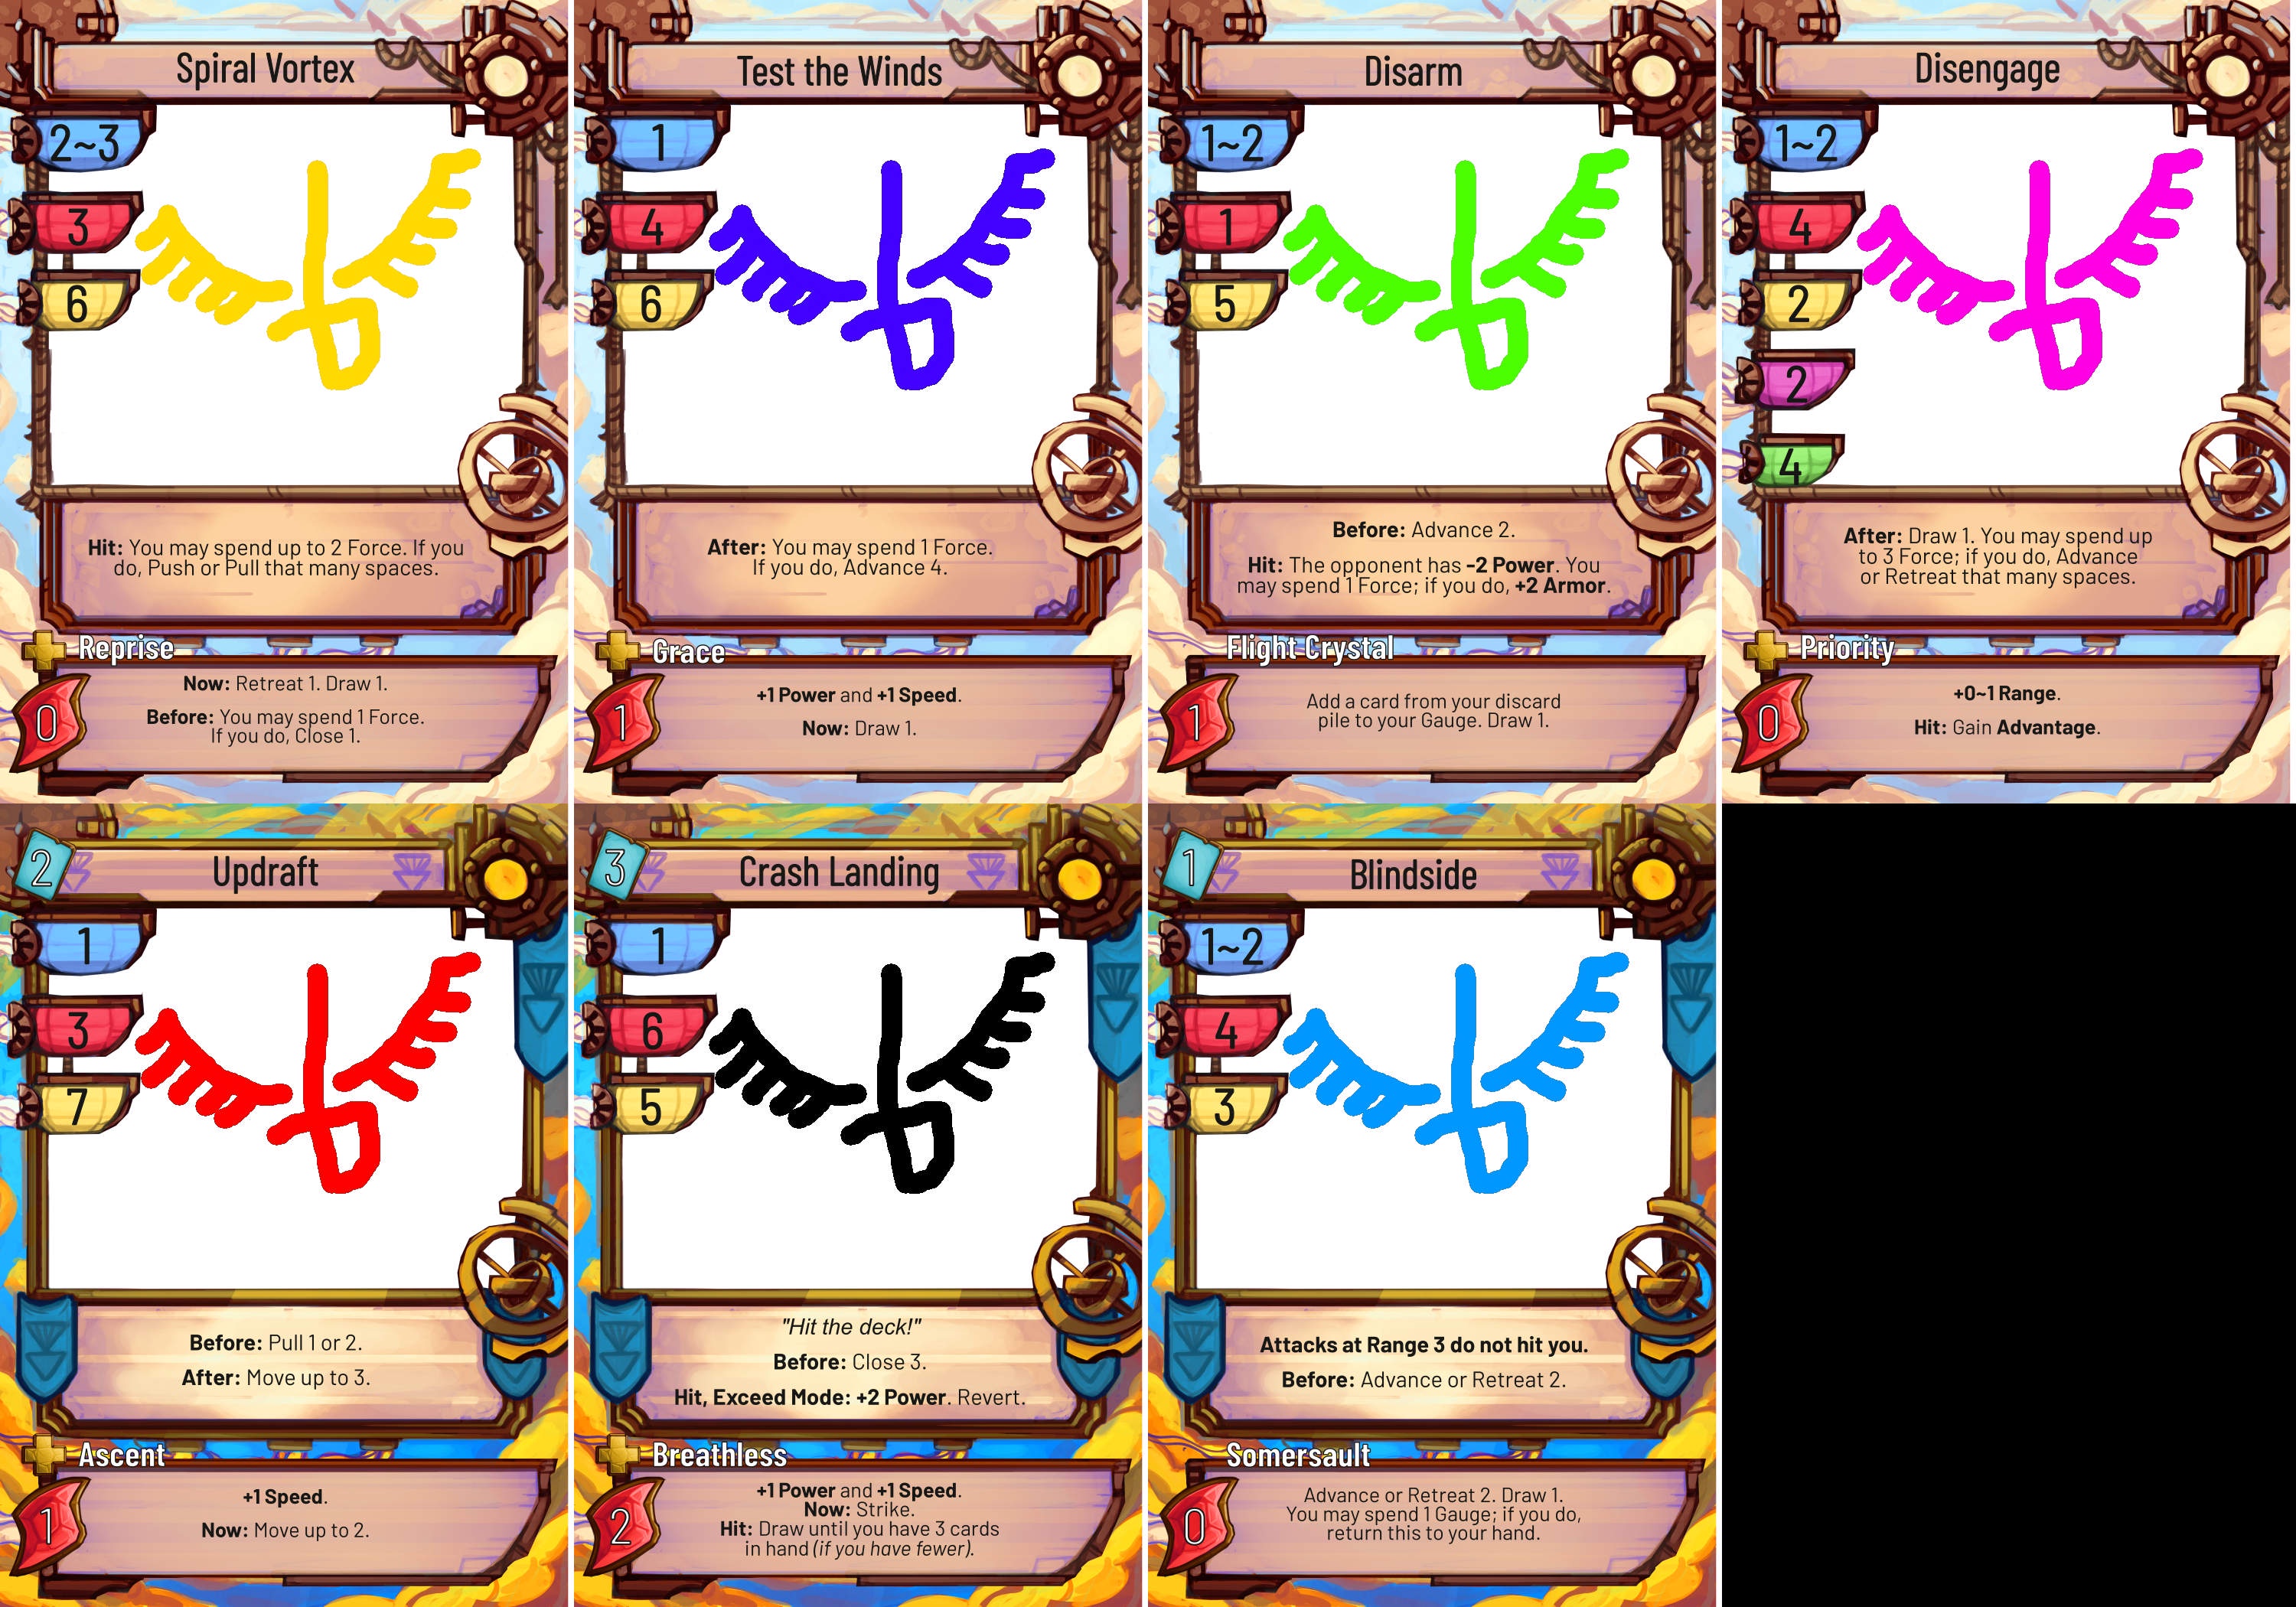 Spiral Vortex
2~3
3
6
Hit: You may spend up to 2 Force. If you
do, Push or Pull that many spaces.
Reprise
0
Now: Retreat 1. Draw 1.
Before: You may spend 1 Force.
If you do, Close 1.
Test the Winds
1
4
6
After: You may spend 1 Force.
If you do, Advance 4.
Grace
1
+1 Power and +1 Speed.
Now: Draw 1.
Disarm
1~2
1
5
Before: Advance 2.
Hit: The opponent has -2 Power. You
may spend 1 Force; if you do, +2 Armor.
Flight Crystal
1
Add a card from your discard
pile to your Gauge. Draw 1.
Disengage
1~2
4
2
2
4
After: Draw 1. You may spend up
to 3 Force; if you do, Advance
or Retreat that many spaces.
Priority
0
+0~1 Range.
Hit: Gain Advantage.
2
Updraft
1
3
7
Before: Pull 1 or 2.
After: Move up to 3.
Ascent
1
+1 Speed.
Now: Move up to 2.
3
Crash Landing
1
6
5
"Hit the deck!"
Before: Close 3.
Hit, Exceed Mode: +2 Power. Revert.
Breathless
2
+1 Power and +1 Speed.
Now: Strike.
Hit: Draw until you have 3 cards
in hand (if you have fewer).
1
Blindside
1~2
4
3
Attacks at Range 3 do not hit you.
Before: Advance or Retreat 2.
Somersault
0
Advance or Retreat 2. Draw 1.
You may spend 1 Gauge; if you do,
return this to your hand.